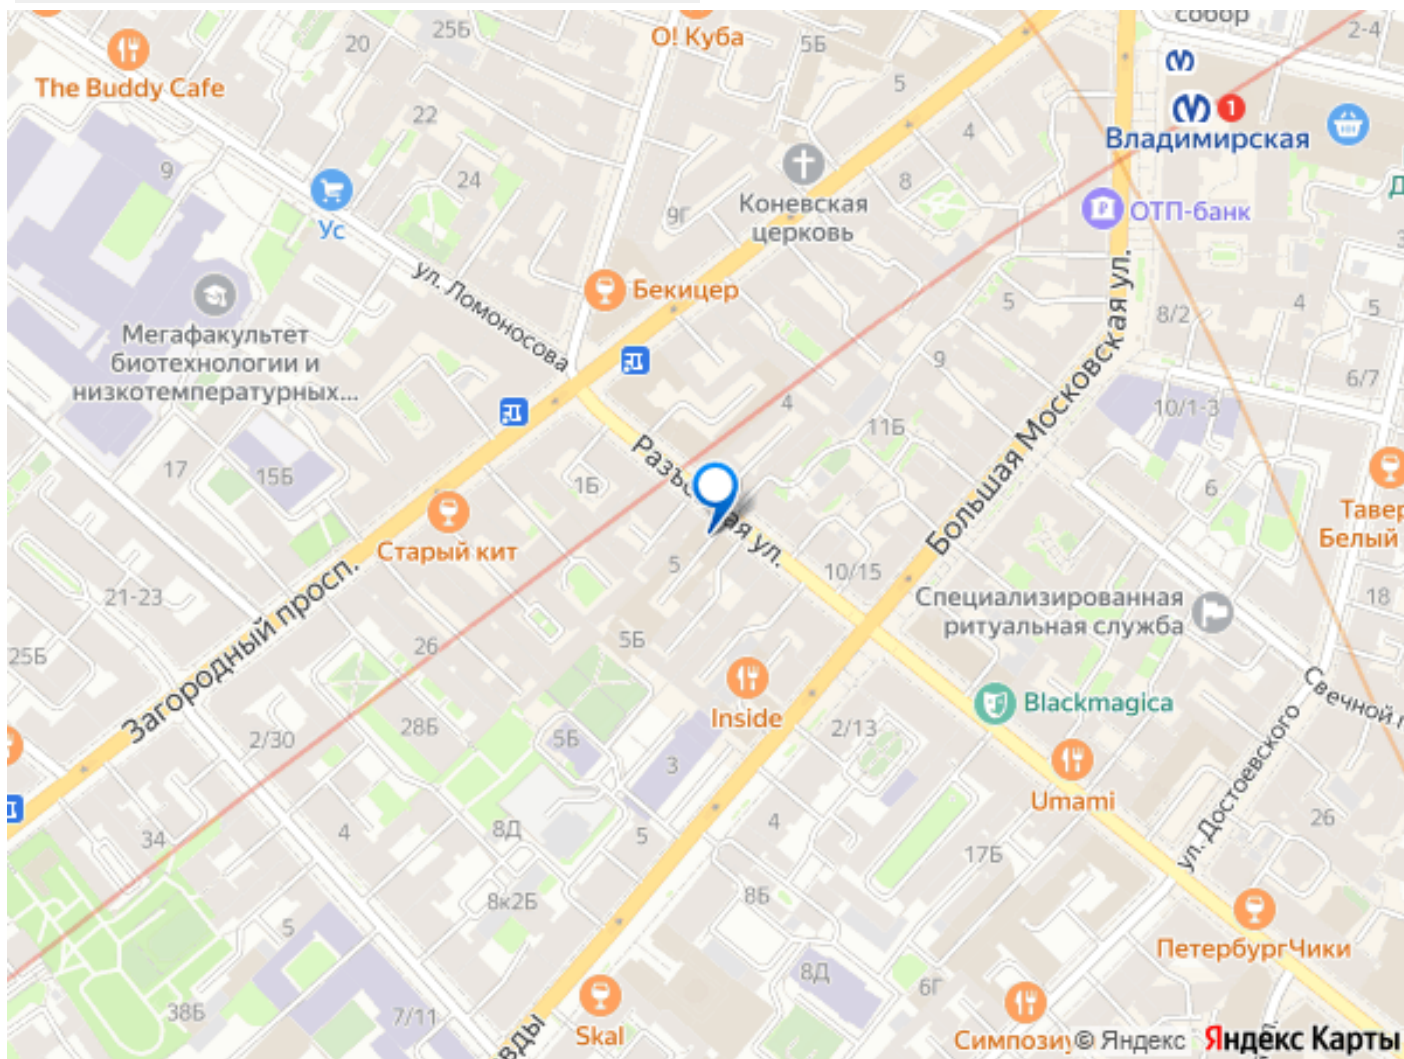 собор
2-4
25Б
20
О! Куба
5Б
The Buddy Cafe
5
22
4
1
Владимирская
9
24
8
Коневская
церковь
9Г
ОТП-банк
Ус
ул. Ломоносова
Бекицер
Мегафакультет
биотехнологии и
низкотемпературных...
5
8/2
4
5
9
6/7
4
10/1-3
11Б
Большая Московская ул.
17
15Б
1Б
6
Старый кит
Белый
5
10/15
Загородный просп.
21-23
Специализированная
ритуальная служба
18
25Б
26
5Б
Inside
Blackmagica
28Б
2/30
5Б
3
2/13
Umami
ул. Достоевского
26
34
4
8Д
5
4
17Б
8к2Б
8Б
5
ПетербургЧики
8Д
6Г
38Б
7/11
Skal
© Яндекс
Яндекс Карты